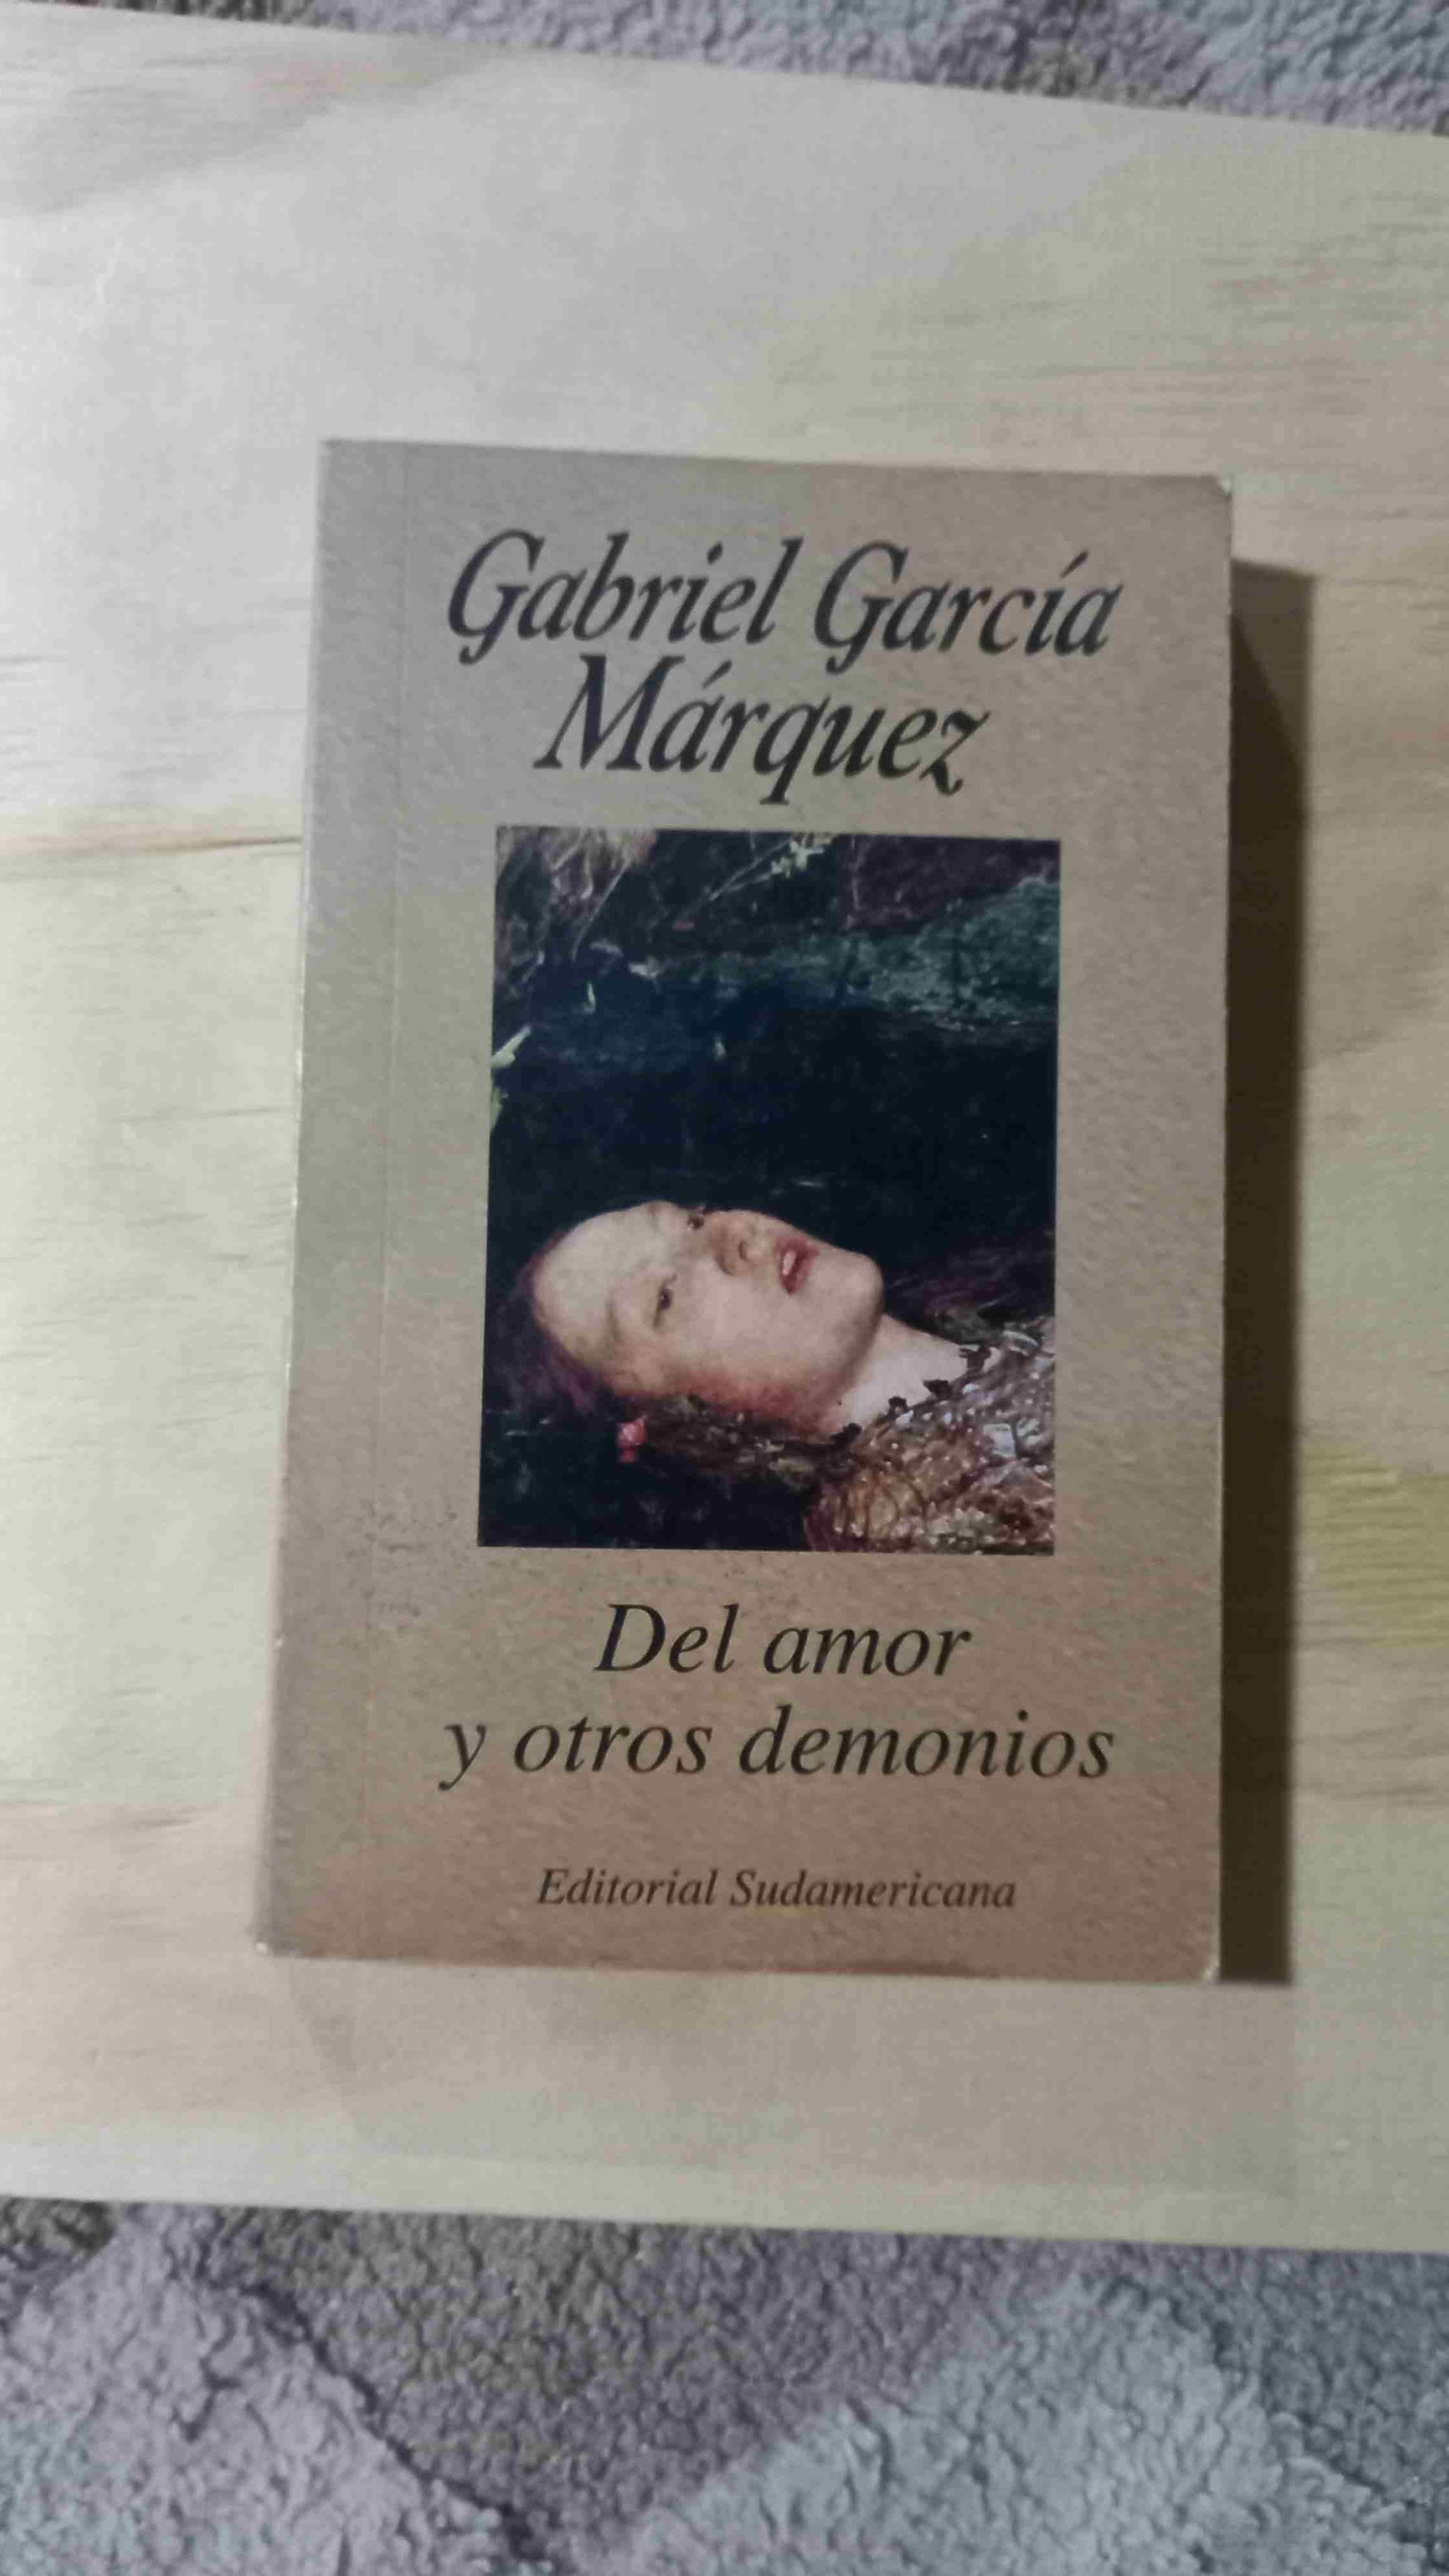 Gabriel García
Márquez
Del amor
y otros demonios
Editorial Sudamericana